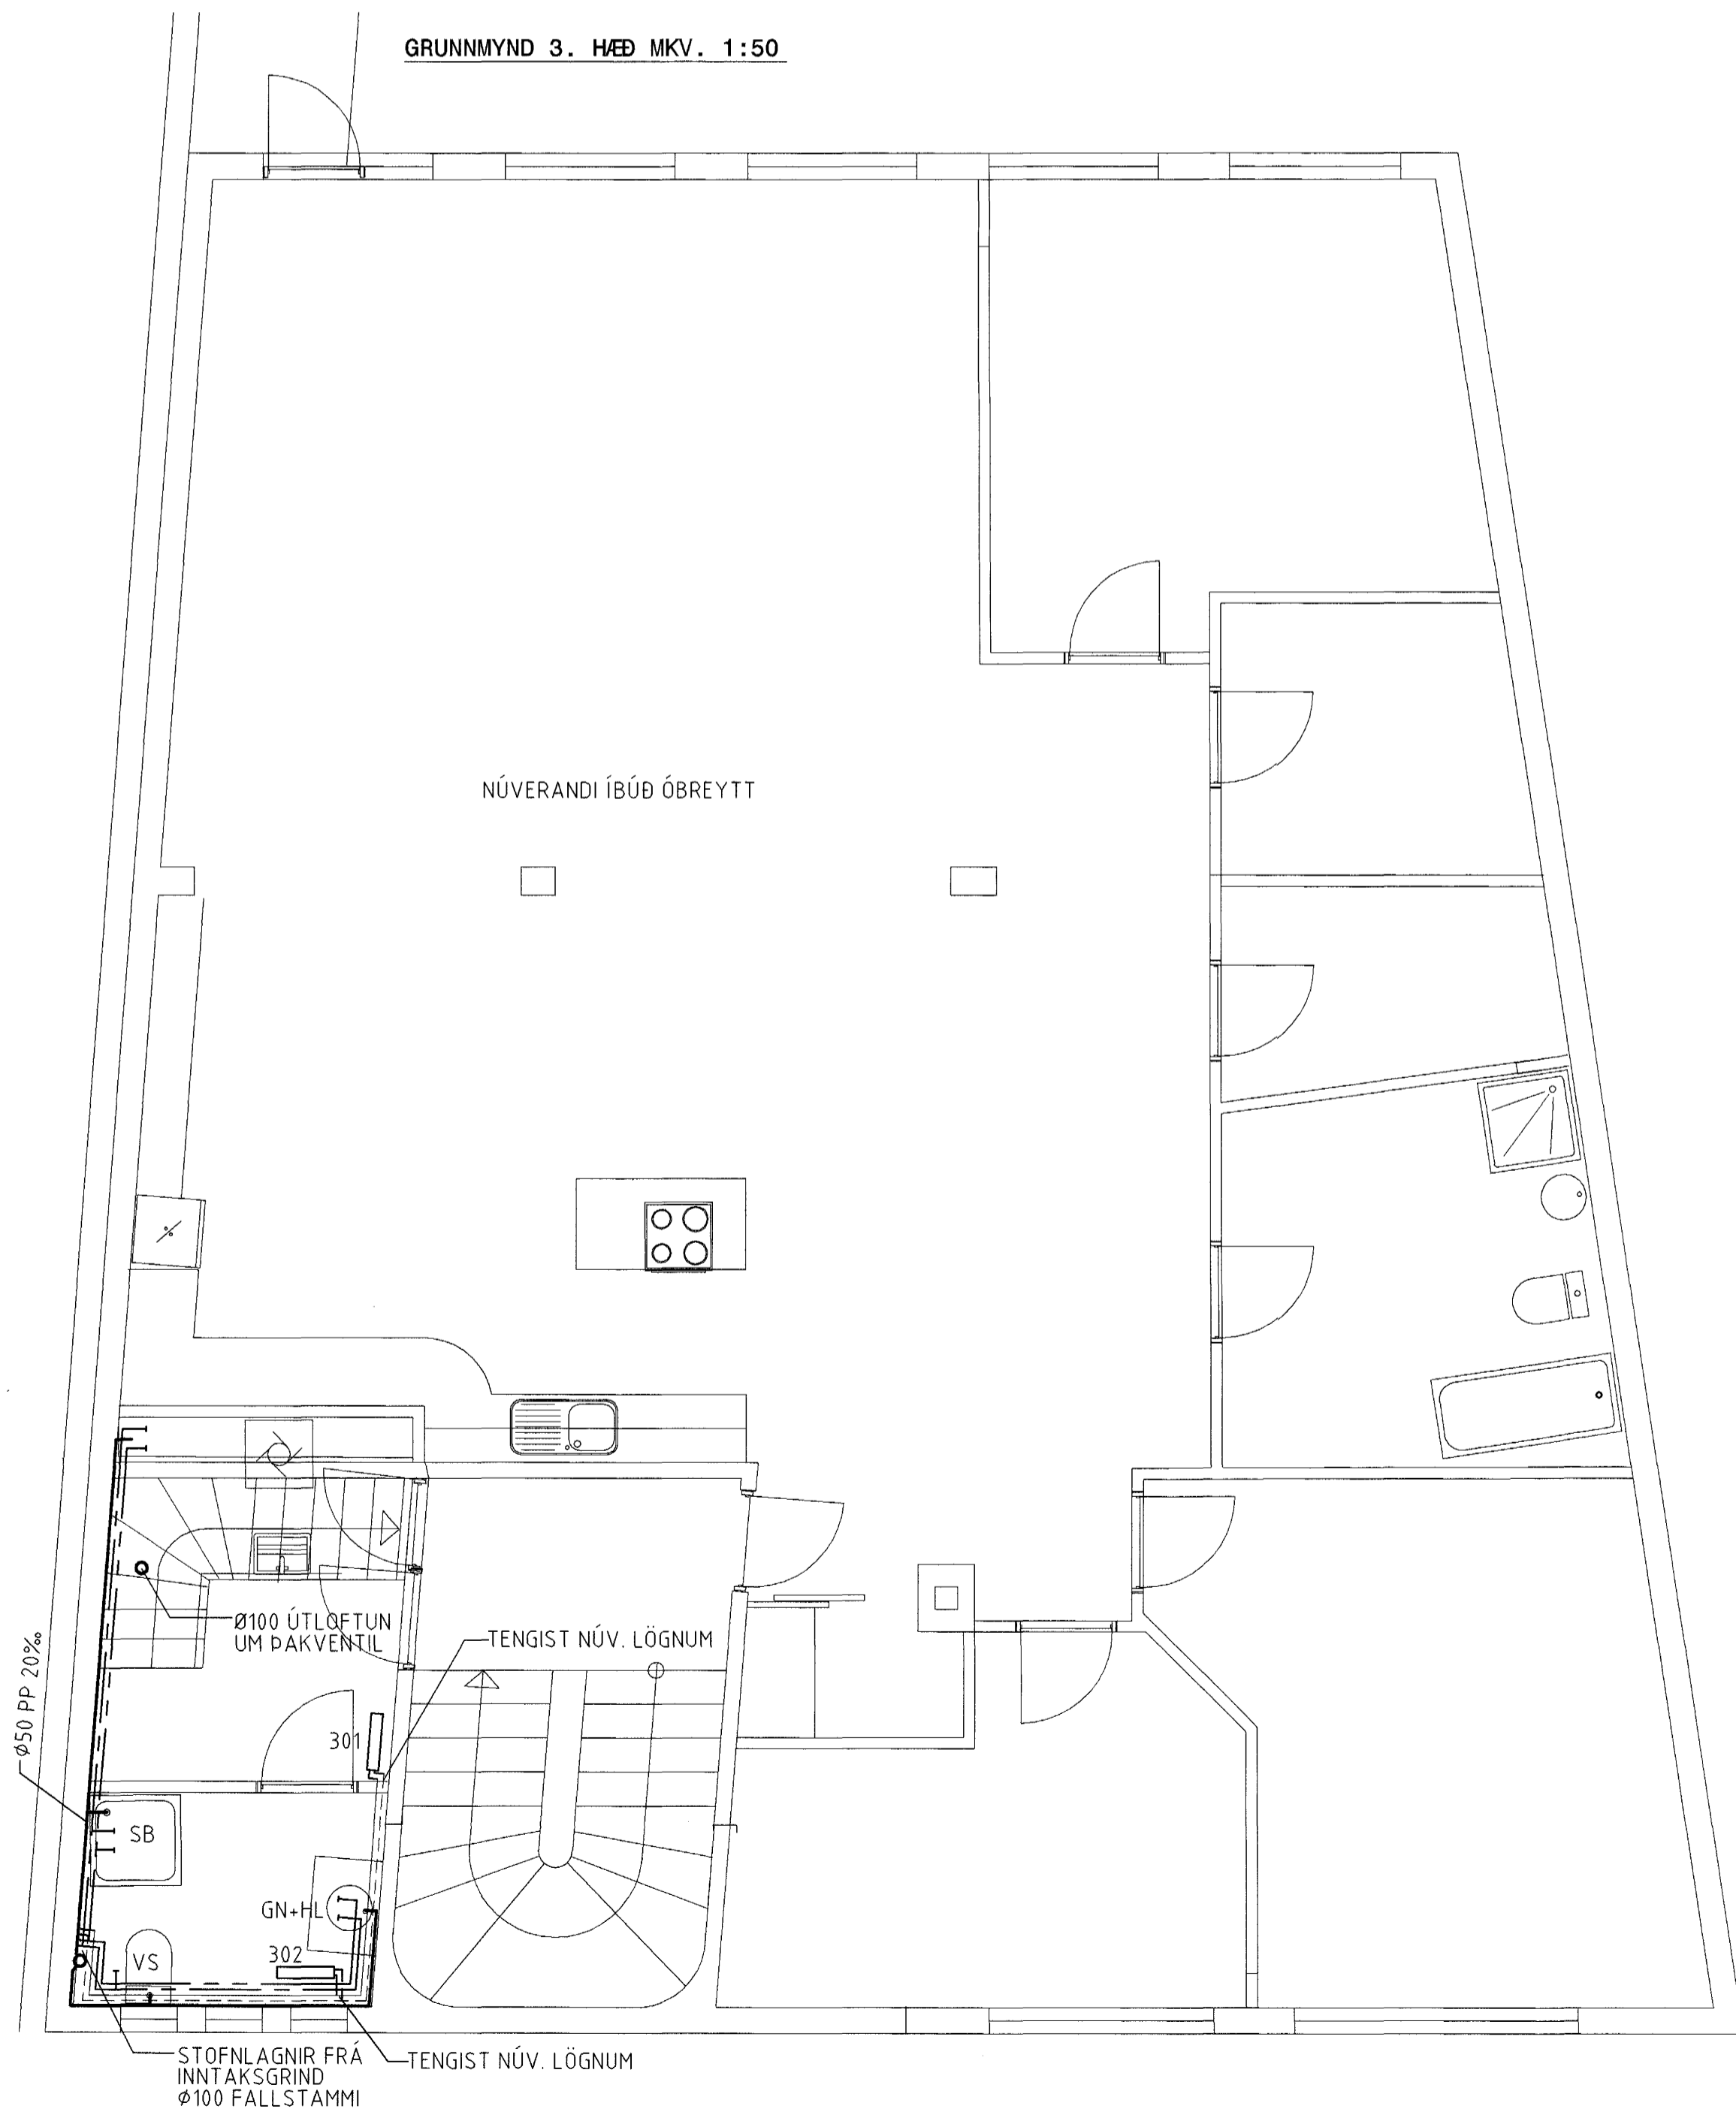 GRUNNMYND 3. HÆÐ MKV. 1:50
NÚVERANDI ÍBÚÐ ÓBREYTT
Ø100 ÚTLOFTUN
UM ÞAKVENTIL
TENGIST NÚV. LÖGNUM
Ø50 PP 20‰
301
SB
GN+HL
302
VS
STOFNLAGNIR FRÁ
INNTAKSGRIND
Ø100 FALLSTAMMI
TENGIST NÚV. LÖGNUM